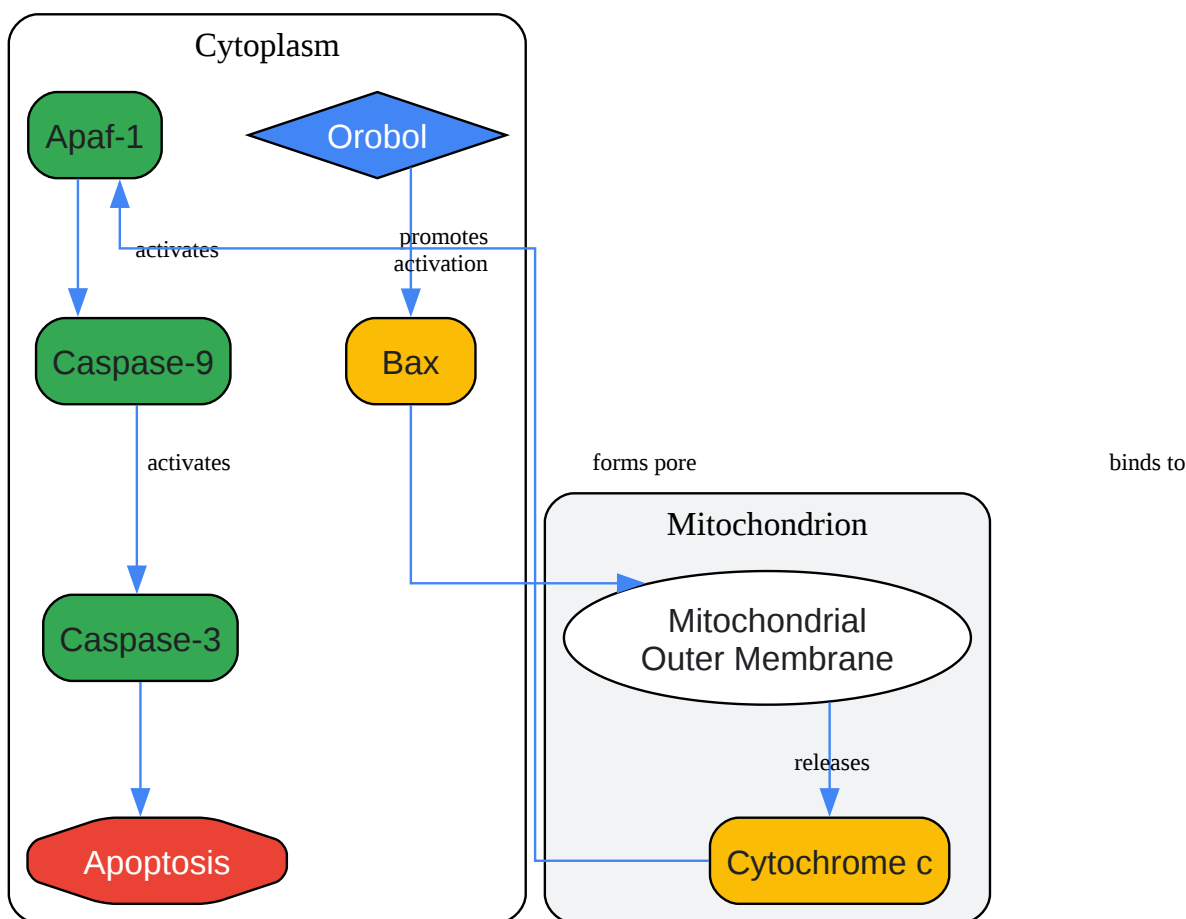 Cytoplasm
Apaf-1
Orobol
activates
promotes
activation
Caspase-9
Bax
activates
forms pore
binds to
Mitochondrion
Mitochondrial
Outer Membrane
Caspase-3
releases
Apoptosis
Cytochrome c